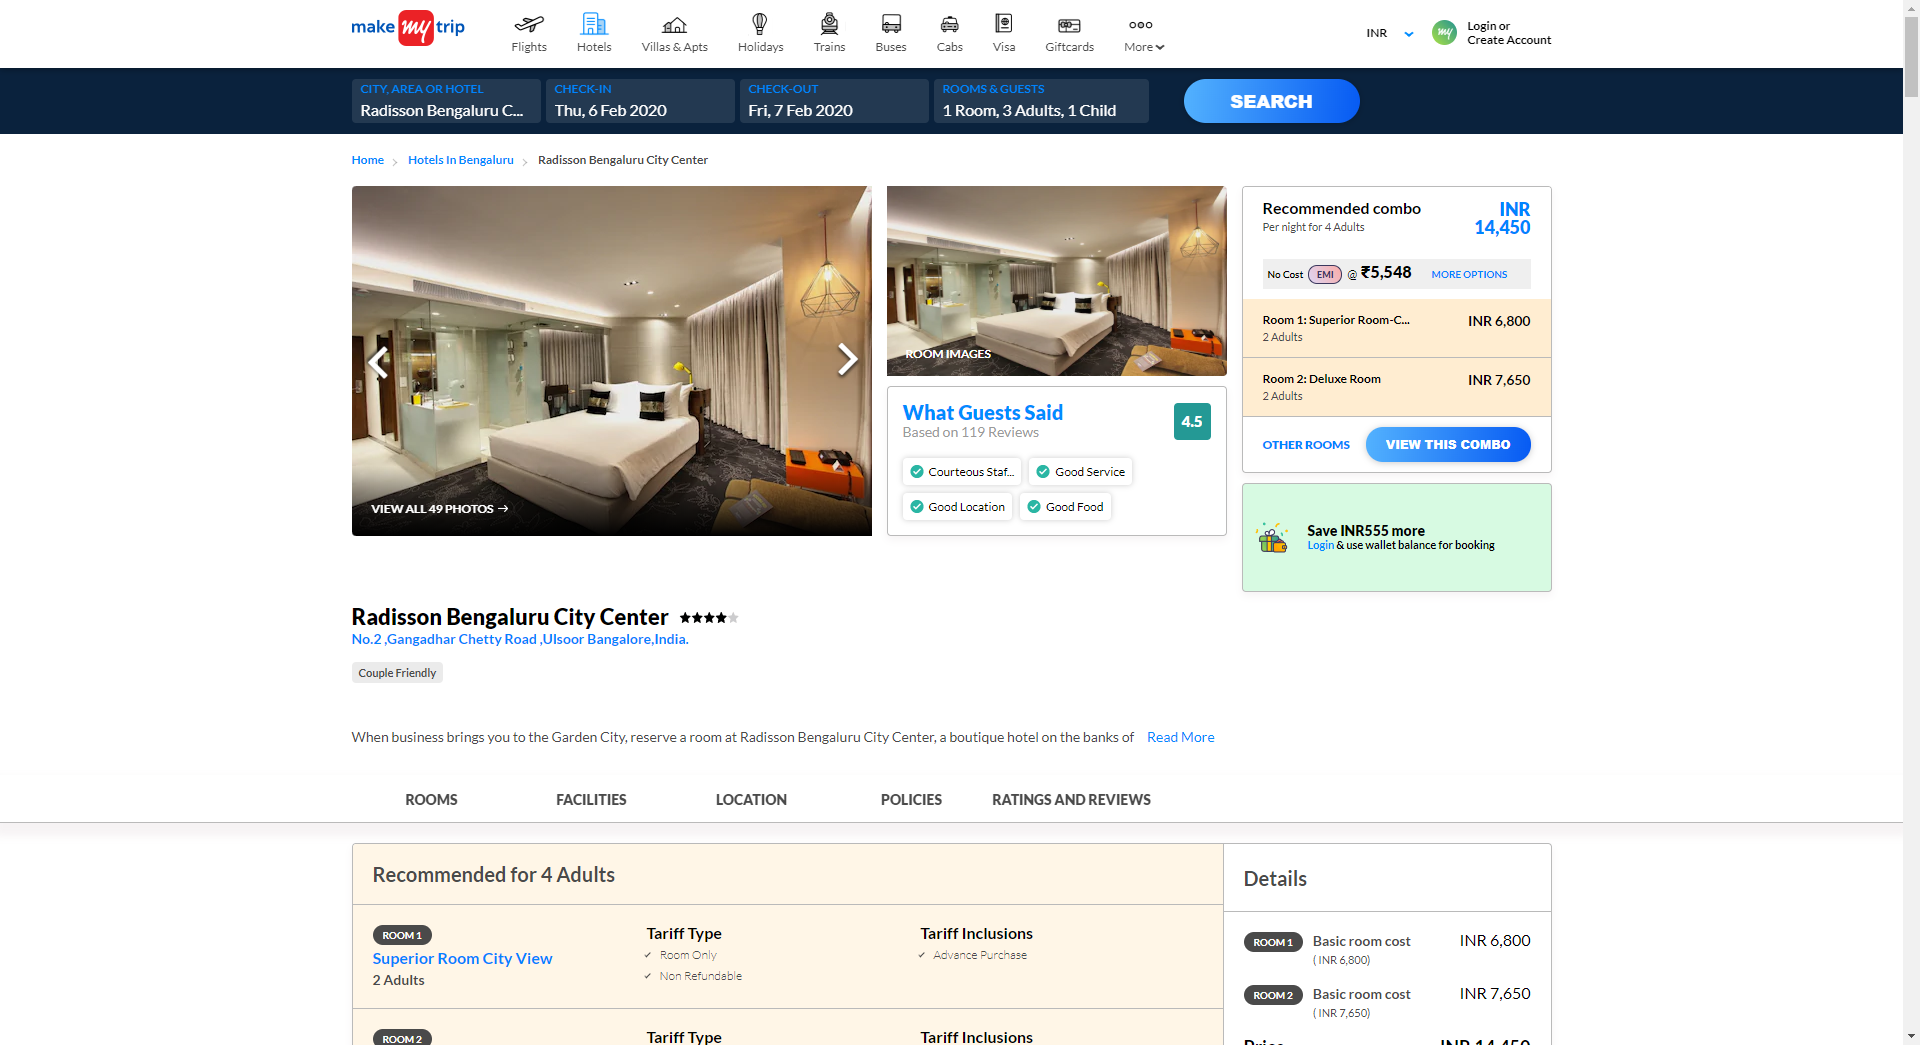 make my trip
Flights
Hotels
Villas & Apts
Holidays
Trains
Buses
Cabs
Visa
Giftcards
More
INR
my
Login or
Create Account
CITY, AREA OR HOTEL
Radisson Bengaluru C...
CHECK-IN
Thu, 6 Feb 2020
CHECK-OUT
Fri, 7 Feb 2020
ROOMS & GUESTS
1 Room, 3 Adults, 1 Child
SEARCH
Home
Hotels In Bengaluru
Radisson Bengaluru City Center
VIEW ALL 49 PHOTOS
ROOM IMAGES
What Guests Said
Based on 119 Reviews
4.5
Courteous Staf...
Good Service
Good Location
Good Food
Recommended combo
Per night for 4 Adults
INR
14,450
No Cost EMI @ ₹5,548 MORE OPTIONS
Room 1: Superior Room-C...
INR 6,800
2 Adults
Room 2: Deluxe Room
INR 7,650
2 Adults
OTHER ROOMS
VIEW THIS COMBO
Save INR555 more
Login & use wallet balance for booking
Radisson Bengaluru City Center
No.2 ,Gangadhar Chetty Road ,Ulsoor Bangalore,India.
Couple Friendly
When business brings you to the Garden City, reserve a room at Radisson Bengaluru City Center, a boutique hotel on the banks of Read More
ROOMS
FACILITIES
LOCATION
POLICIES
RATINGS AND REVIEWS
Recommended for 4 Adults
ROOM 1
Superior Room City View
2 Adults
Tariff Type
Room Only
Non Refundable
Tariff Inclusions
Advance Purchase
ROOM 2
Tariff Type
Tariff Inclusions
Details
ROOM 1
Basic room cost
INR 6,800
( INR 6,800)
ROOM 2
Basic room cost
INR 7,650
( INR 7,650)
Price
INR 14,450